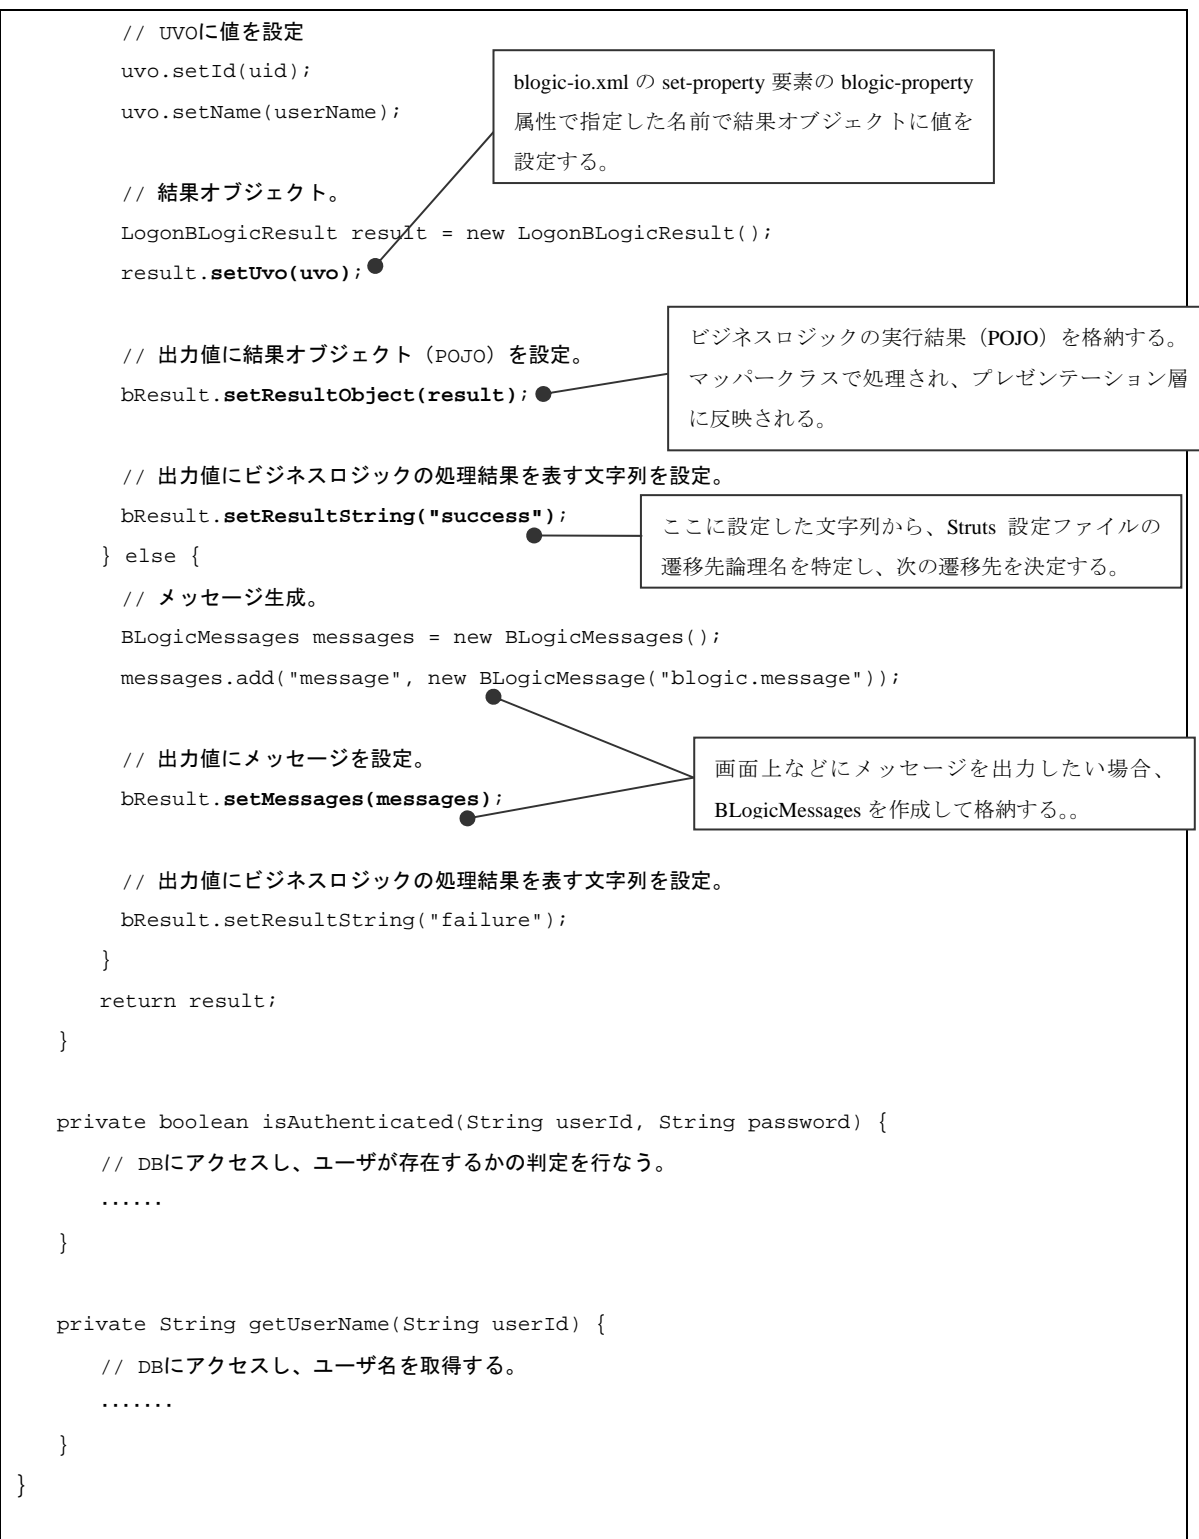 // UVOに値を設定
uvo.setId(uid);
uvo.setName(userName);
blogic-io.xml の set-property 要素の blogic-property
属性で指定した名前で結果オブジェクトに値を
設定する。
// 結果オブジェクト。
LogonBLogicResult result = new LogonBLogicResult();
result.setUvo(uvo);
// 出力値に結果オブジェクト（POJO）を設定。
bResult.setResultObject(result);
ビジネスロジックの実行結果（POJO）を格納する。
マッパークラスで処理され、プレゼンテーション層
に反映される。
// 出力値にビジネスロジックの処理結果を表す文字列を設定。
bResult.setResultString("success");
ここに設定した文字列から、Struts 設定ファイルの
遷移先論理名を特定し、次の遷移先を決定する。
} else {
// メッセージ生成。
BLogicMessages messages = new BLogicMessages();
messages.add("message", new BLogicMessage("blogic.message"));
// 出力値にメッセージを設定。
bResult.setMessages(messages);
画面上などにメッセージを出力したい場合、
BLogicMessages を作成して格納する。。
// 出力値にビジネスロジックの処理結果を表す文字列を設定。
bResult.setResultString("failure");
}
return result;
}
private boolean isAuthenticated(String userId, String password) {
// DBにアクセスし、ユーザが存在するかの判定を行なう。
......
}
private String getUserName(String userId) {
// DBにアクセスし、ユーザ名を取得する。
.......
}
}